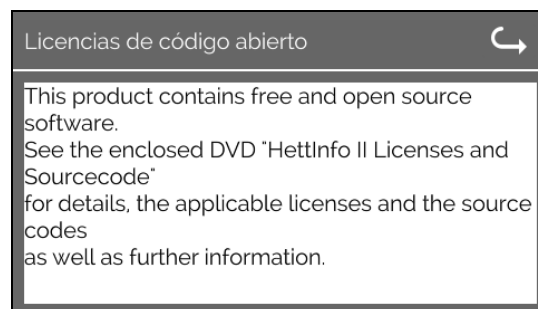 Licencias de código abierto
This product contains free and open source
software.
See the enclosed DVD "HettInfo II Licenses and
Sourcecode"
for details, the applicable licenses and the source
codes
as well as further information.